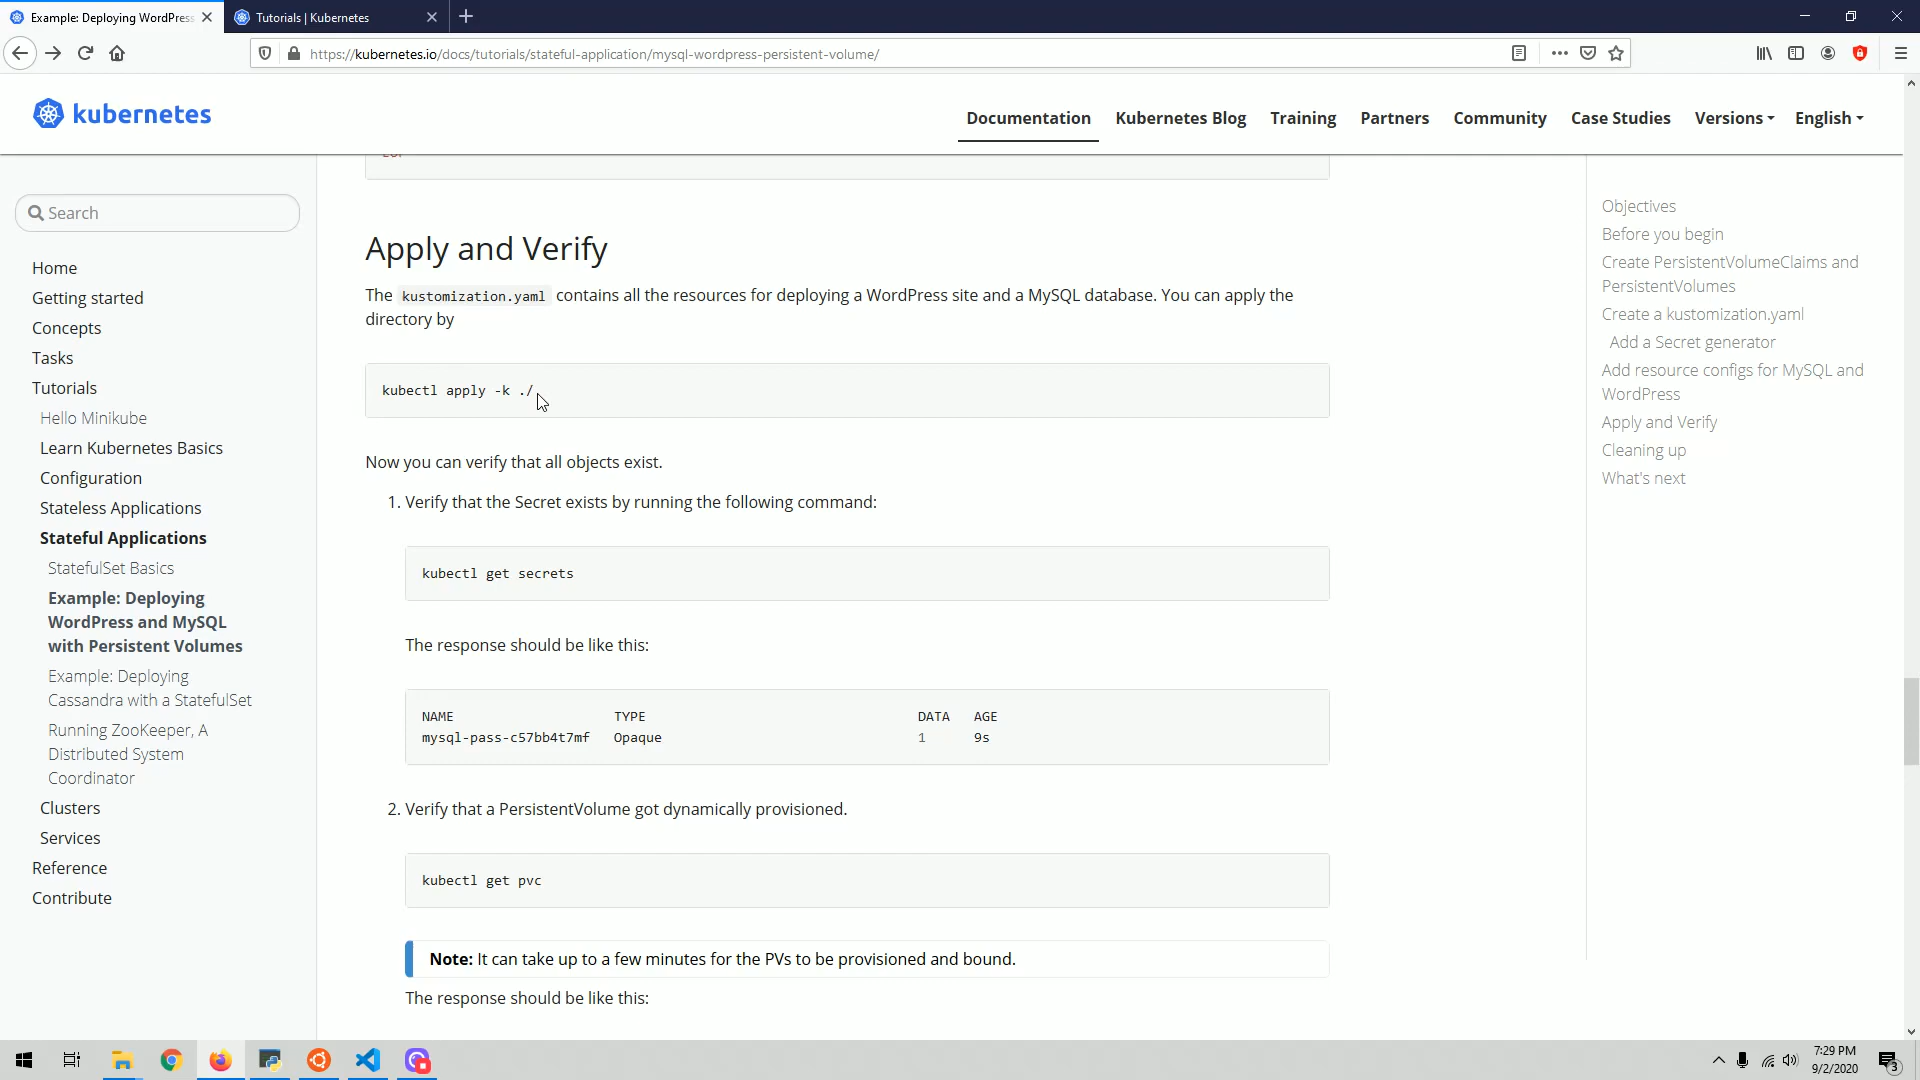 Example: Deploying WordPress
Tutorials | Kubernetes
https://kubernetes.io/docs/tutorials/stateful-application/mysql-wordpress-persistent-volume/
kubernetes
Documentation
Kubernetes Blog
Training
Partners
Community
Case Studies
Versions
English
Search
Home
Getting started
Concepts
Tasks
Tutorials
Hello Minikube
Learn Kubernetes Basics
Configuration
Stateless Applications
Stateful Applications
StatefulSet Basics
Example: Deploying
WordPress and MySQL
with Persistent Volumes
Example: Deploying
Cassandra with a StatefulSet
Running ZooKeeper, A
Distributed System
Coordinator
Clusters
Services
Reference
Contribute
Apply and Verify
The kustomization.yaml contains all the resources for deploying a WordPress site and a MySQL database. You can apply the
directory by
kubectl apply -k ./
Now you can verify that all objects exist.
1. Verify that the Secret exists by running the following command:
kubectl get secrets
The response should be like this:
NAME TYPE DATA AGE
mysql-pass-c57bb4t7mf Opaque 1 9s
2. Verify that a PersistentVolume got dynamically provisioned.
kubectl get pvc
Note: It can take up to a few minutes for the PVs to be provisioned and bound.
The response should be like this:
Objectives
Before you begin
Create PersistentVolumeClaims and
PersistentVolumes
Create a kustomization.yaml
Add a Secret generator
Add resource configs for MySQL and
WordPress
Apply and Verify
Cleaning up
What's next
7:29 PM
9/2/2020
3